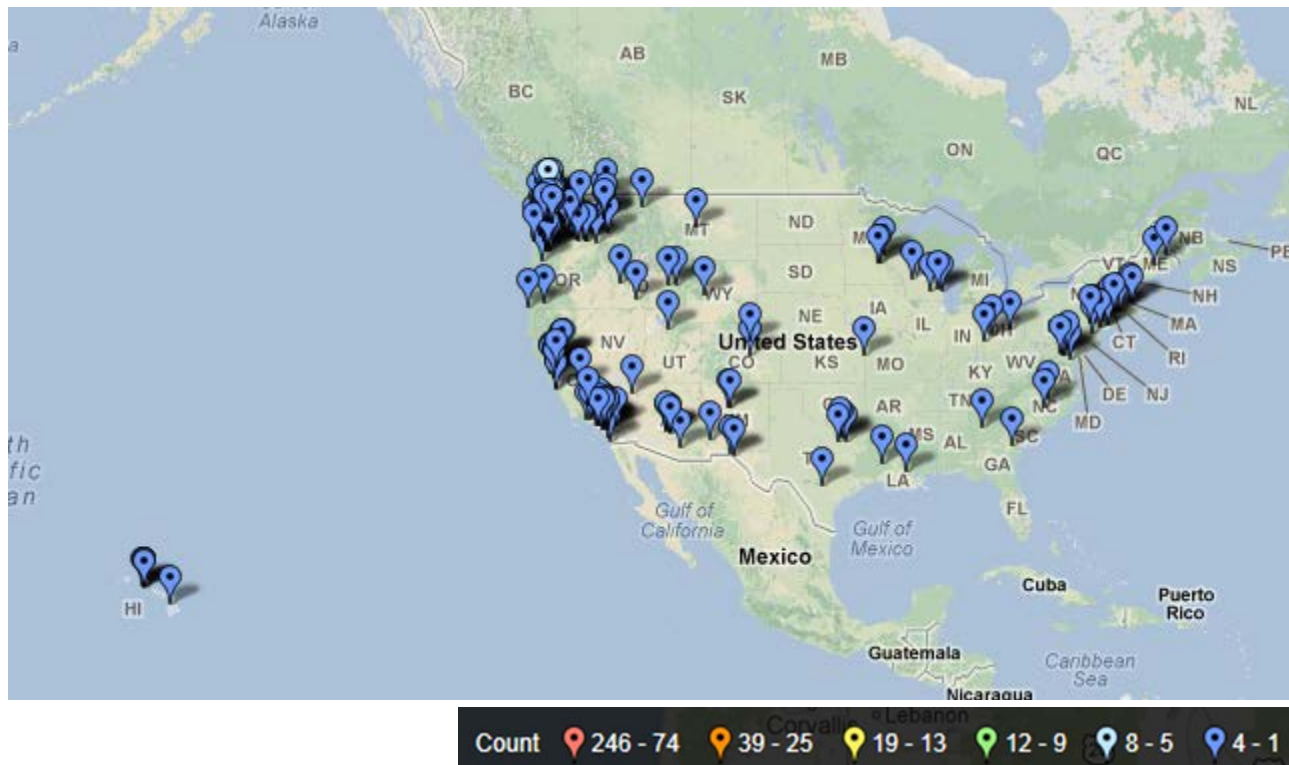 Alaska
AB
MB
BC
SK
NL
ON
QC
ND
MT
NB
PE
VT
ME
NS
SD
MI
OR
WY
NH
NE
IA
MA
IL
IN
OH
NV
United States
CT
RI
UT
CO
KS
MO
WV
KY
DE
NJ
AR
TN
NC
MD
MS
AL
SC
GA
LA
FL
Gulf of
California
Gulf of
Mexico
Mexico
HI
Cuba
Puerto
Rico
Guatemala
Caribbean
Sea
Nicaragua
Corvallis Lebanon
Count 246 - 74 39 - 25 19 - 13 12 - 9 8 - 5 4 - 1